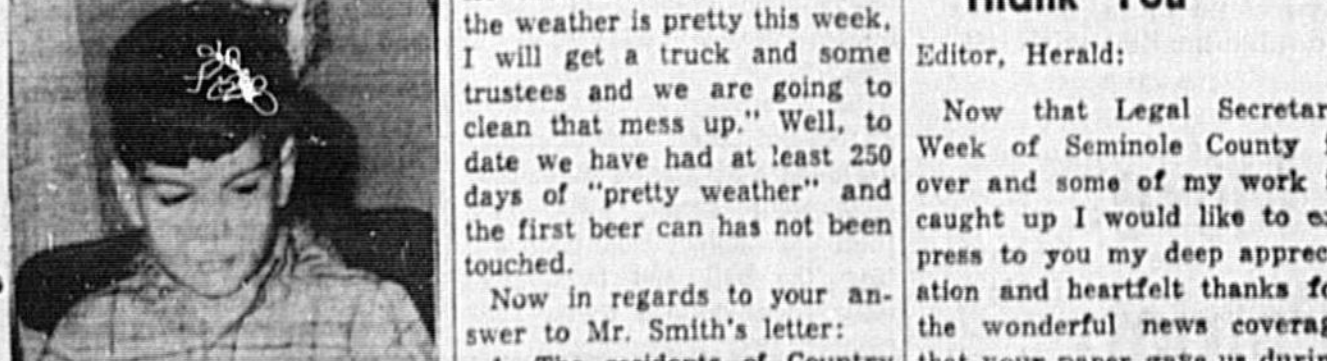 the weather is pretty this week,
I will get a truck and some
trustees and we are going to
clean that mess up." Well, to
date we have had at least 250
days of "pretty weather" and
the first beer can has not been
touched.
Now in regards to your an-
swer to Mr. Smith's letter:
Thank You
Editor, Herald:
Now that Legal Secretar
Week of Seminole County
over and some of my work
caught up I would like to ex
press to you my deep apprec
ation and heartfelt thanks fo
the wonderful news coverag